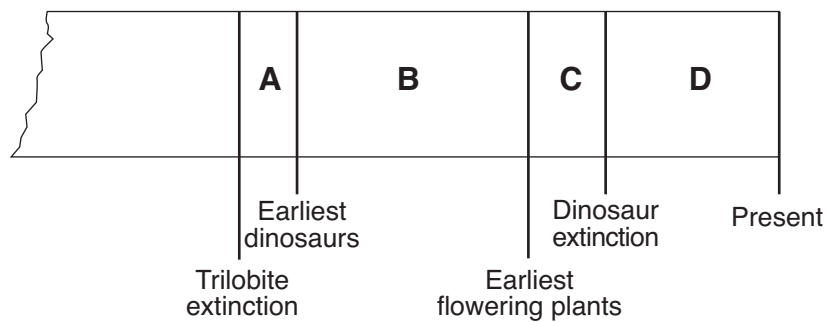 A
B
C
D
Earliest
dinosaurs
Dinosaur
extinction
Present
Trilobite
extinction
Earliest
flowering plants